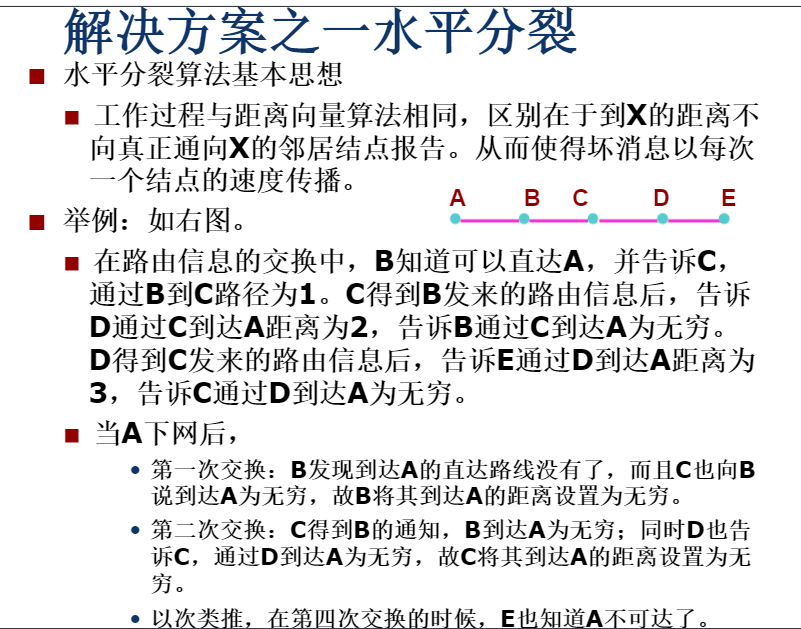 解决方案之一水平分裂
水平分裂算法基本思想
工作过程与距离向量算法相同，区别在于到X的距离不
向真正通向X的邻居结点报告。从而使得坏消息以每次
一个结点的速度传播。
A B C D E
举例：如右图。
在路由信息的交换中，B知道可以直达A，并告诉C，
通过B到C路径为1。C得到B发来的路由信息后，告诉
D通过C到达A距离为2，告诉B通过C到达A为无穷。
D得到C发来的路由信息后，告诉E通过D到达A距离为
3，告诉C通过D到达A为无穷。
当A下网后，
第一次交换：B发现到达A的直达路线没有了，而且C也向B
说到达A为无穷，故B将其到达A的距离设置为无穷。
第二次交换：C得到B的通知，B到达A为无穷；同时D也告
诉C，通过D到达A为无穷，故C将其到达A的距离设置为无
穷。
以次类推，在第四次交换的时候，E也知道A不可达了。